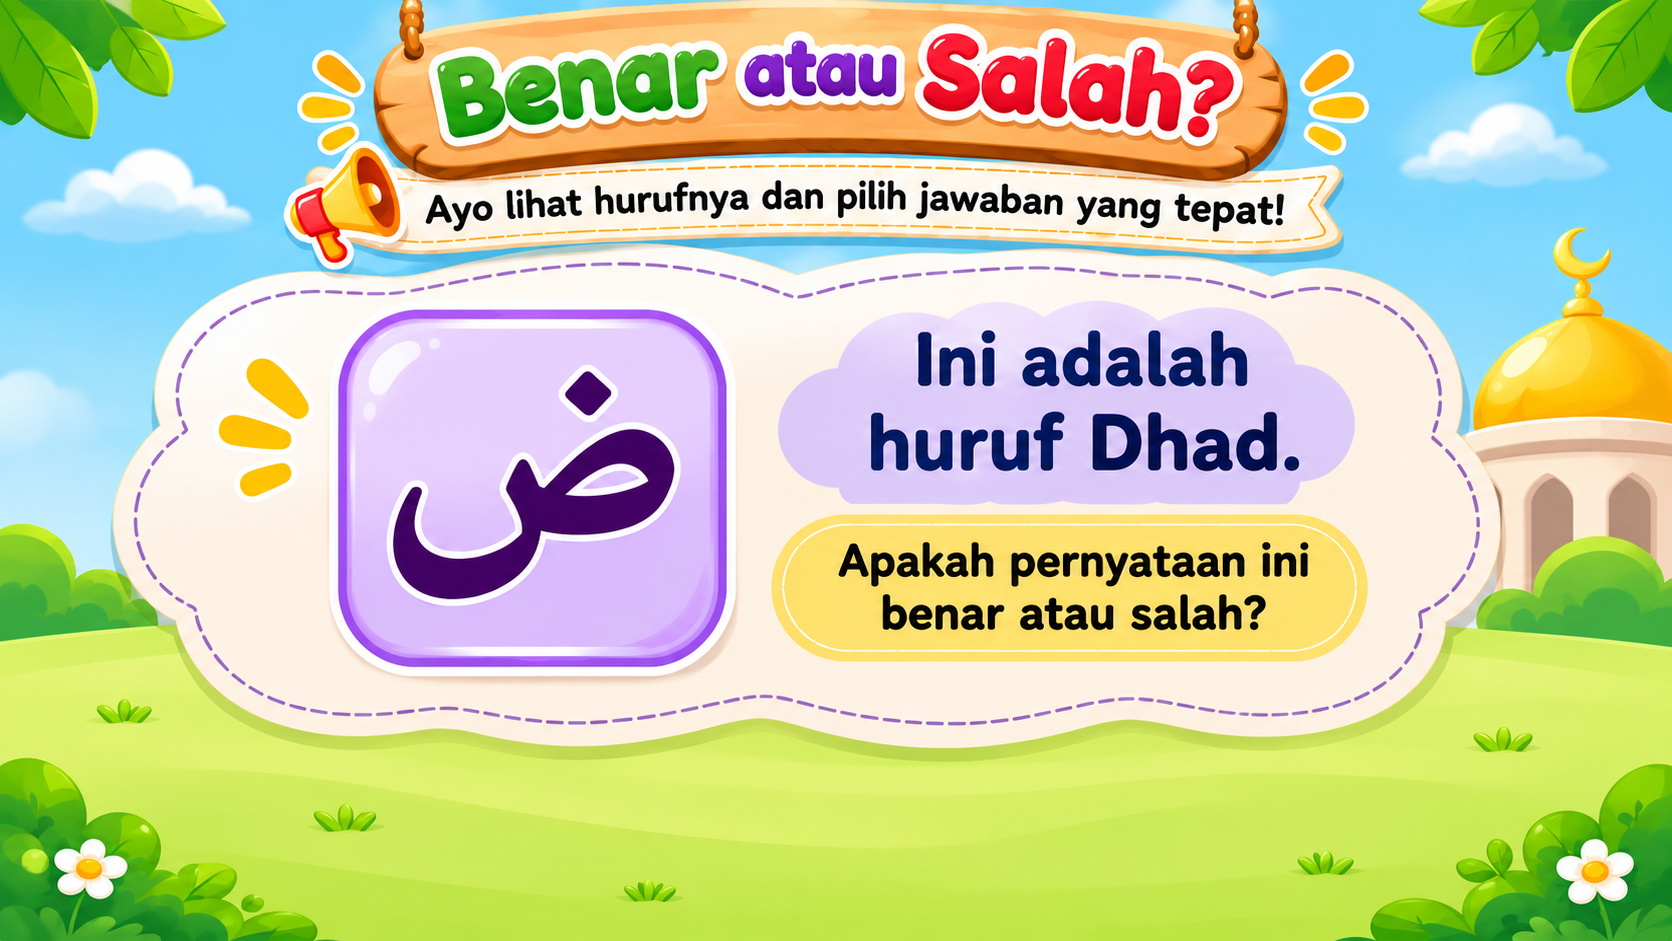 Benar atau Salah?
Ayo lihat hurufnya dan pilih jawaban yang tepat!
ض
Ini adalah
huruf Dhad.
Apakah pernyataan ini
benar atau salah?